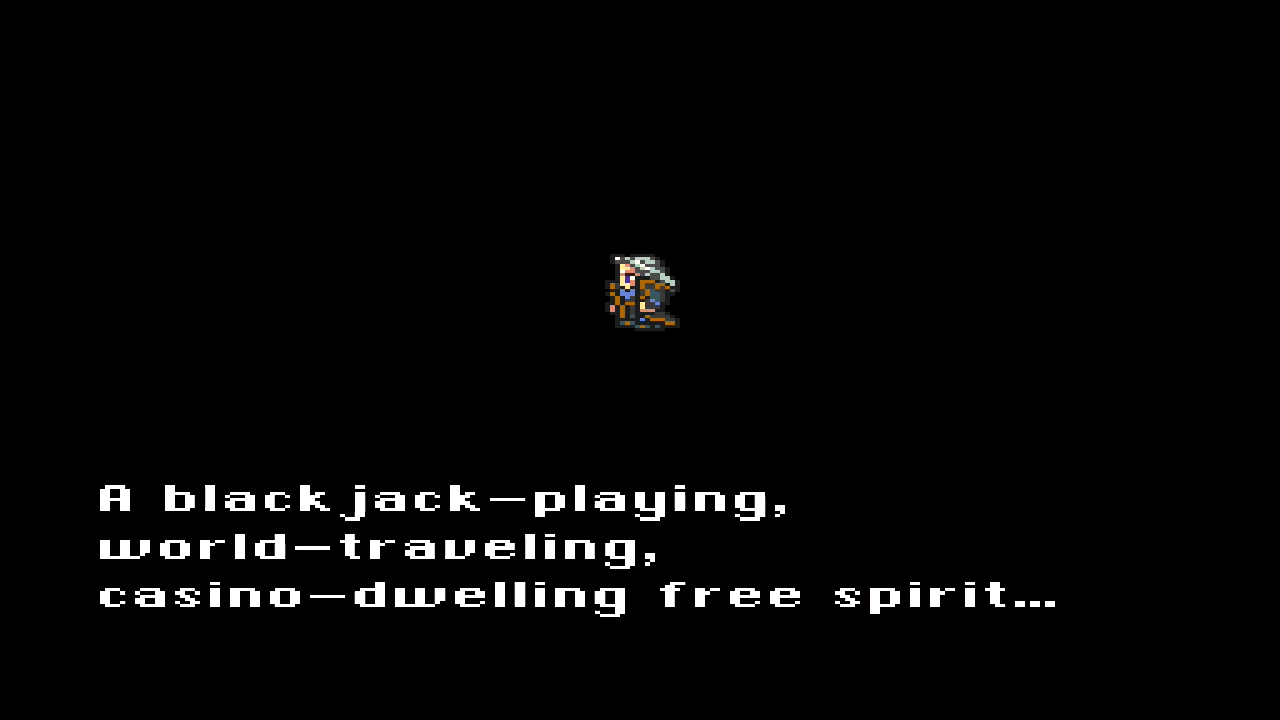 A blackjack—playing,
world—traveling,
casino—dwelling free spirit…